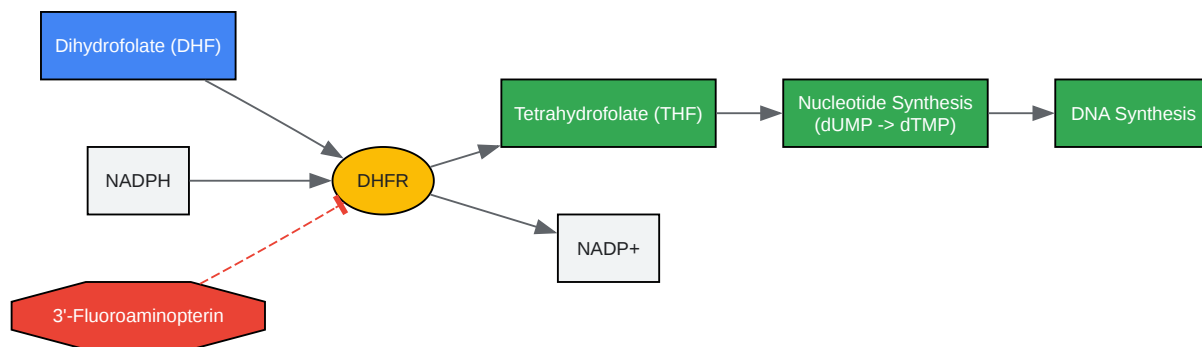 Dihydrofolate (DHF)
NADPH
3'-Fluoroaminopterin
DHFR
Tetrahydrofolate (THF)
NADP+
Nucleotide Synthesis
(dUMP -> dTMP)
DNA Synthesis